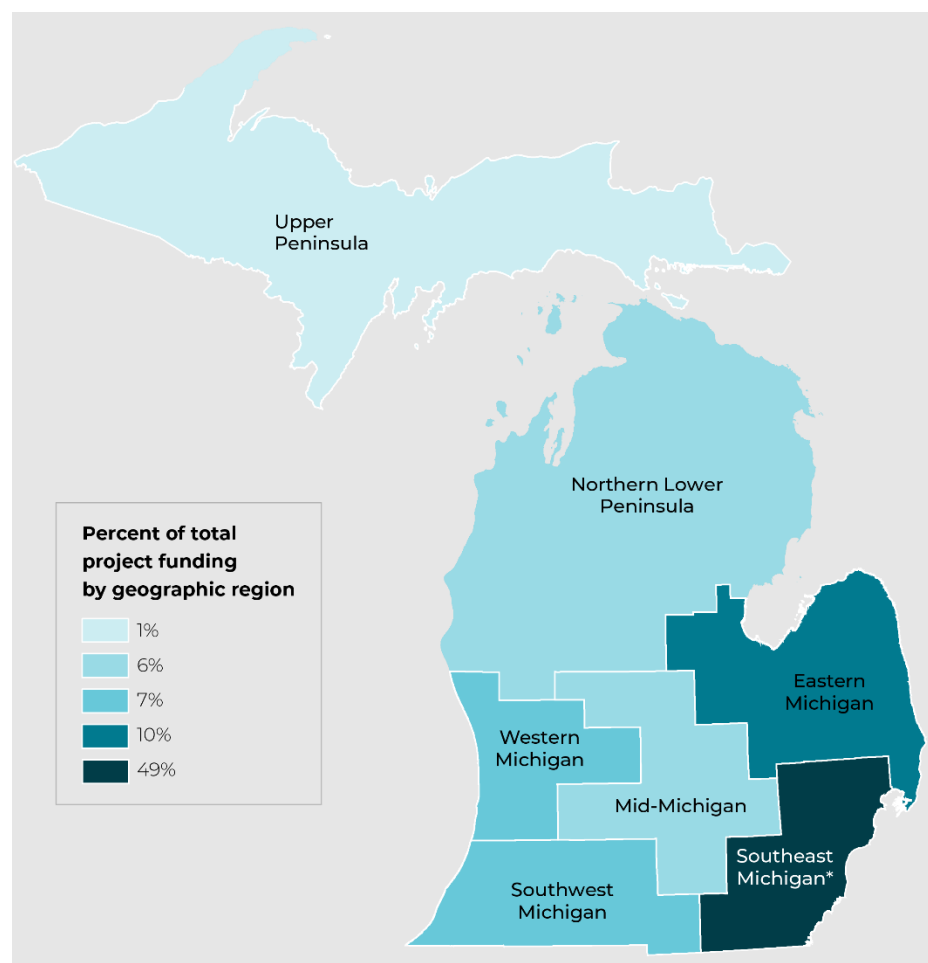 Upper
Peninsula
Northern Lower
Peninsula
Percent of total
project funding
by geographic region
1%
6%
7%
10%
49%
Eastern
Michigan
Western
Michigan
Mid-Michigan
Southeast
Michigan*
Southwest
Michigan